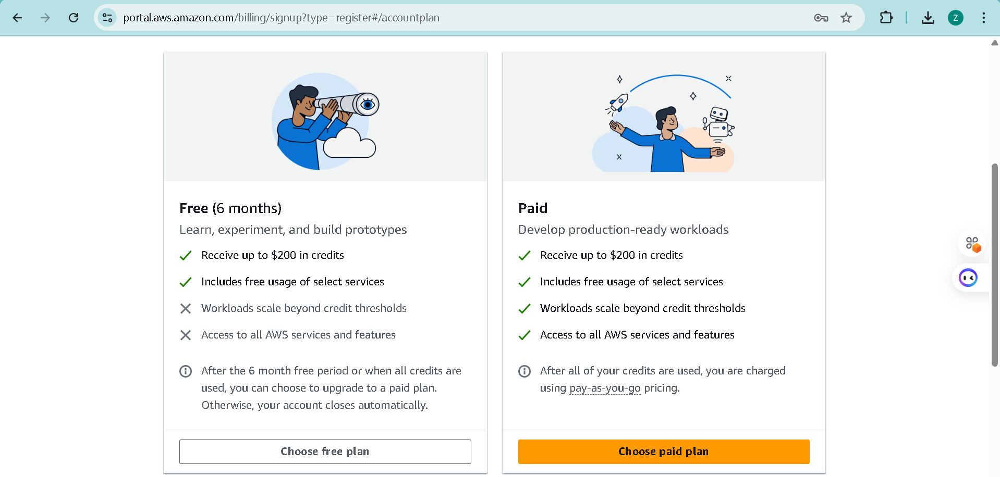 portal.aws.amazon.com/billing/signup?type=register#/accountplan
Z
Free (6 months)
Learn, experiment, and build prototypes
Receive up to $200 in credits
Includes free usage of select services
Workloads scale beyond credit thresholds
Access to all AWS services and features
After the 6 month free period or when all credits are
used, you can choose to upgrade to a paid plan.
Otherwise, your account closes automatically.
Choose free plan
Paid
Develop production-ready workloads
Receive up to $200 in credits
Includes free usage of select services
Workloads scale beyond credit thresholds
Access to all AWS services and features
After all of your credits are used, you are charged
using pay-as-you-go pricing.
Choose paid plan